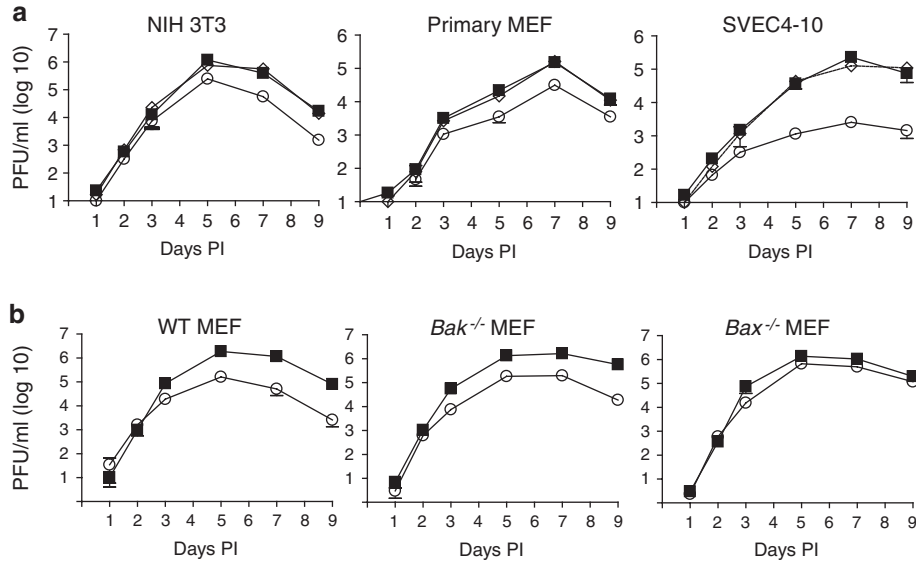 a
NIH 3T3
Primary MEF
SVEC4-10
PFU/ml (log 10)
7
6
5
4
3
2
1
1 2 3 4 5 6 7 8 9
Days PI
6
5
4
3
2
1
1 2 3 4 5 6 7 8 9
Days PI
6
5
4
3
2
1
1 2 3 4 5 6 7 8 9
Days PI
b
WT MEF
Bak -/- MEF
Bax -/- MEF
PFU/ml (log 10)
7
6
5
4
3
2
1
1 2 3 4 5 6 7 8 9
Days PI
7
6
5
4
3
2
1
1 2 3 4 5 6 7 8 9
Days PI
7
6
5
4
3
2
1
1 2 3 4 5 6 7 8 9
Days PI